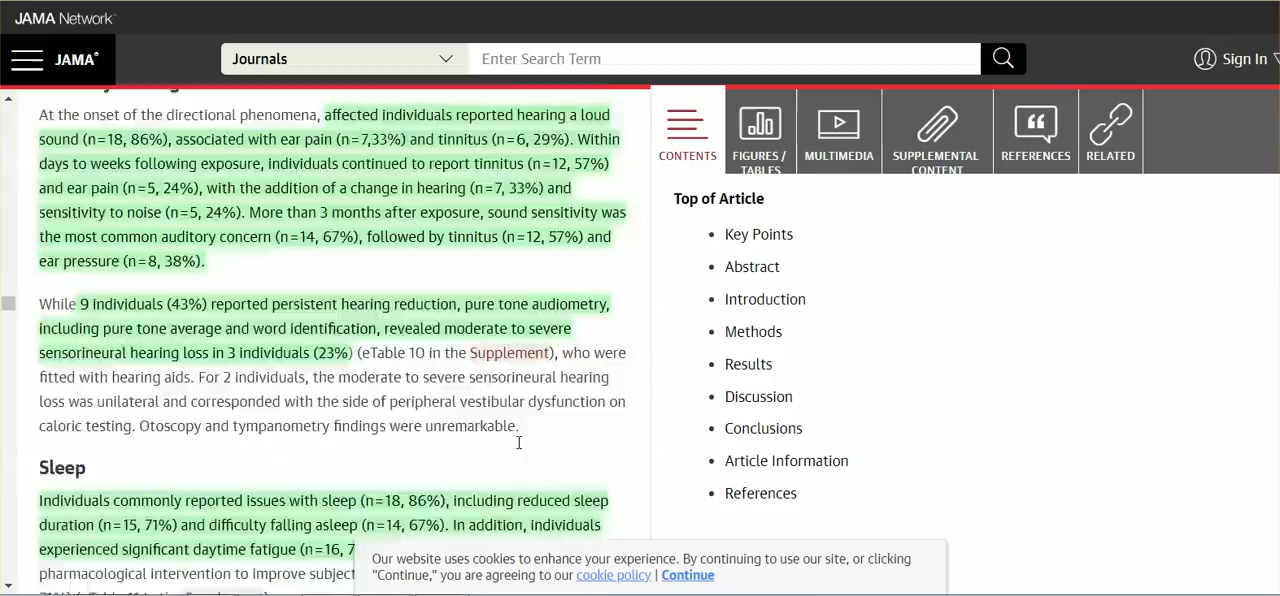 JAMA Network
JAMA
Journals
Enter Search Term
Sign In
At the onset of the directional phenomena, affected individuals reported hearing a loud
sound (n=18, 86%), associated with ear pain (n=7,33%) and tinnitus (n=6, 29%). Within
days to weeks following exposure, individuals continued to report tinnitus (n=12, 57%)
and ear pain (n=5, 24%), with the addition of a change in hearing (n=7, 33%) and
sensitivity to noise (n=5, 24%). More than 3 months after exposure, sound sensitivity was
the most common auditory concern (n=14, 67%), followed by tinnitus (n=12, 57%) and
ear pressure (n=8, 38%).
While 9 individuals (43%) reported persistent hearing reduction, pure tone audiometry,
including pure tone average and word identification, revealed moderate to severe
sensorineural hearing loss in 3 individuals (23%) (eTable 10 in the Supplement), who were
fitted with hearing aids. For 2 individuals, the moderate to severe sensorineural hearing
loss was unilateral and corresponded with the side of peripheral vestibular dysfunction on
caloric testing. Otoscopy and tympanometry findings were unremarkable.
Sleep
Individuals commonly reported issues with sleep (n=18, 86%), including reduced sleep
duration (n=15, 71%) and difficulty falling asleep (n=14, 67%). In addition, individuals
experienced significant daytime fatigue (n=16, 7
pharmacological intervention to improve subject
CONTENTS
FIGURES /
TABLES
MULTIMEDIA
SUPPLEMENTAL
CONTENT
REFERENCES
RELATED
Top of Article
• Key Points
• Abstract
• Introduction
• Methods
• Results
• Discussion
• Conclusions
• Article Information
• References
Our website uses cookies to enhance your experience. By continuing to use our site, or clicking
"Continue," you are agreeing to our cookie policy | Continue